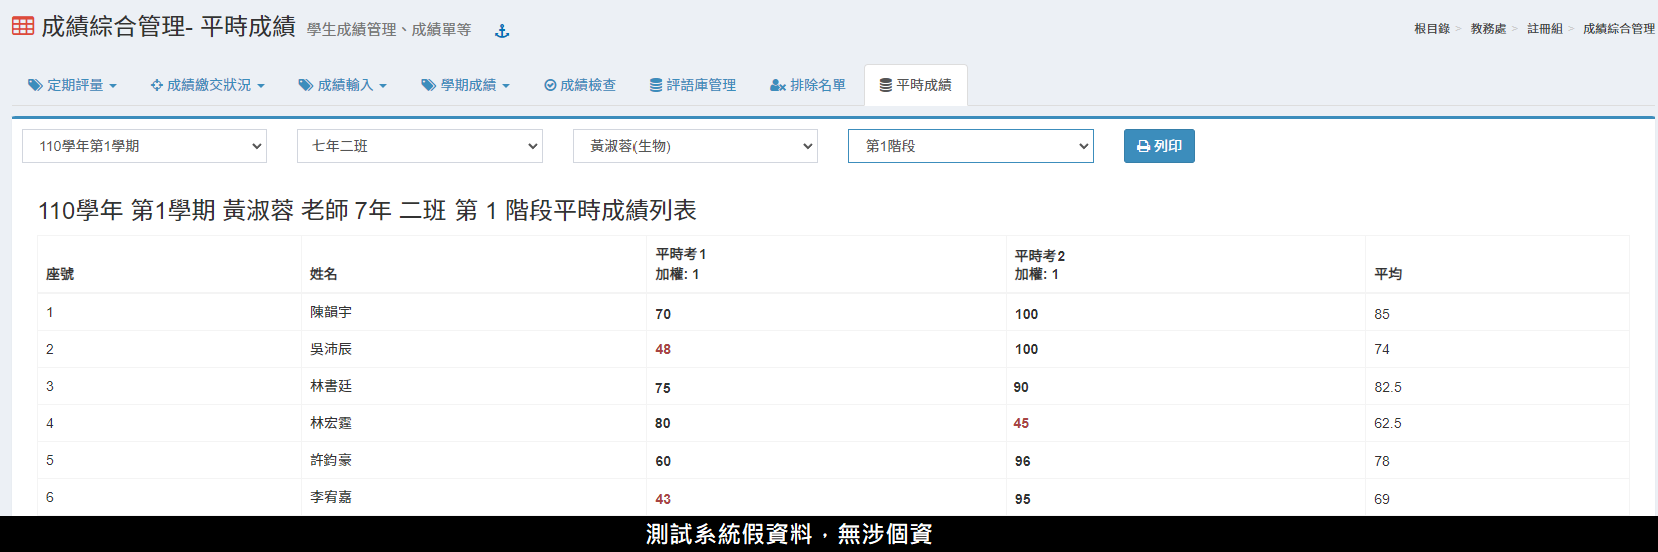 成績綜合管理- 平時成績 學生成績管理、成績單等
根目錄 > 教務處 > 註冊組 > 成績綜合管理
定期評量 成績繳交狀況 成績輸入 學期成績 成績檢查 評語庫管理 排除名單 平時成績
110學年第1學期 七年二班 黃淑蓉(生物) 第1階段 列印
110學年 第1學期 黃淑蓉 老師 7年 二班 第 1 階段平時成績列表
座號 姓名 平時考1 加權: 1 平時考2 加權: 1 平均
1 陳韻宇 70 100 85
2 吳沛辰 48 100 74
3 林書廷 75 90 82.5
4 林宏霆 80 45 62.5
5 許鈞豪 60 96 78
6 李宥嘉 43 95 69
測試系統假資料，無涉個資